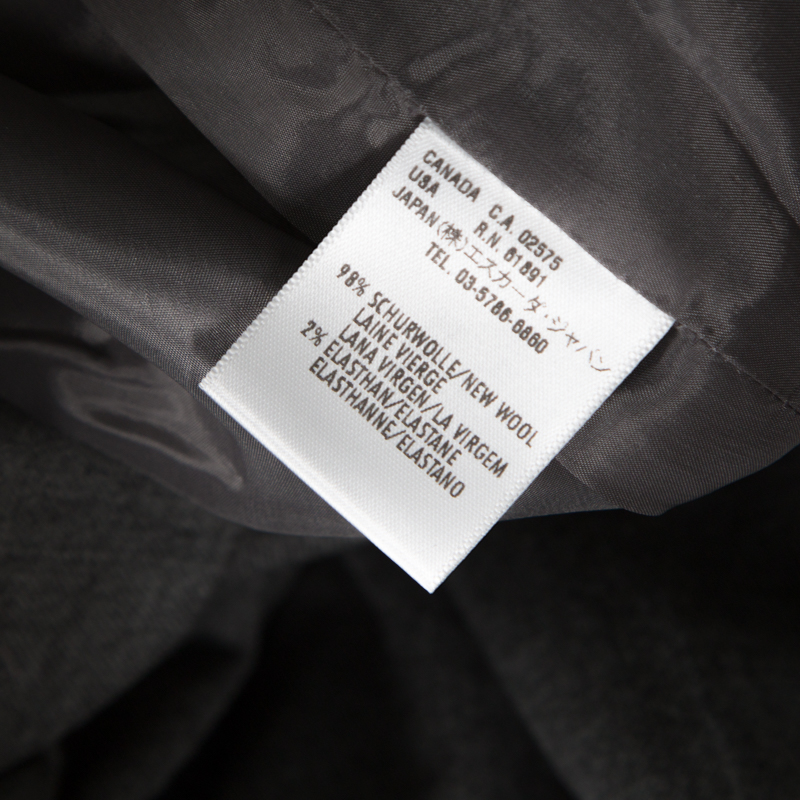 CANADA C.A. 02575
USA R.N. 61891
JAPAN (株)エスカーダ・ジャパン
TEL. 03-5786-6860
98% SCHURWOLLE/NEW WOOL
LAINE VIERGE
LANA VIRGEN/LA VIRGEM
2% ELASTHAN/ELASTANE
ELASTHANNE/ELASTANO